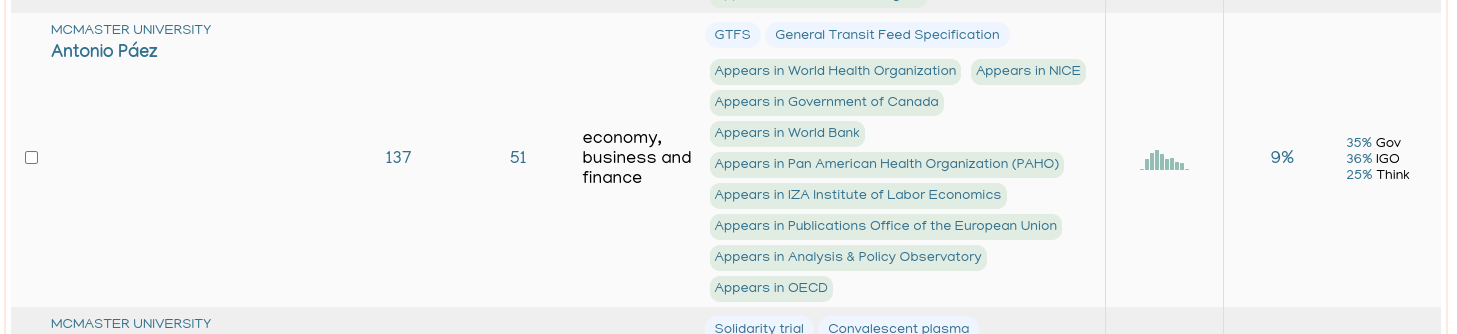 MCMASTER UNIVERSITY
Antonio Páez
137
51
economy,
business and
finance
GTFS General Transit Feed Specification
Appears in World Health Organization Appears in NICE
Appears in Government of Canada
Appears in World Bank
Appears in Pan American Health Organization (PAHO)
Appears in IZA Institute of Labor Economics
Appears in Publications Office of the European Union
Appears in Analysis & Policy Observatory
Appears in OECD
9%
35% Gov
36% IGO
25% Think
MCMASTER UNIVERSITY
Solidarity trial Convalescent plasma